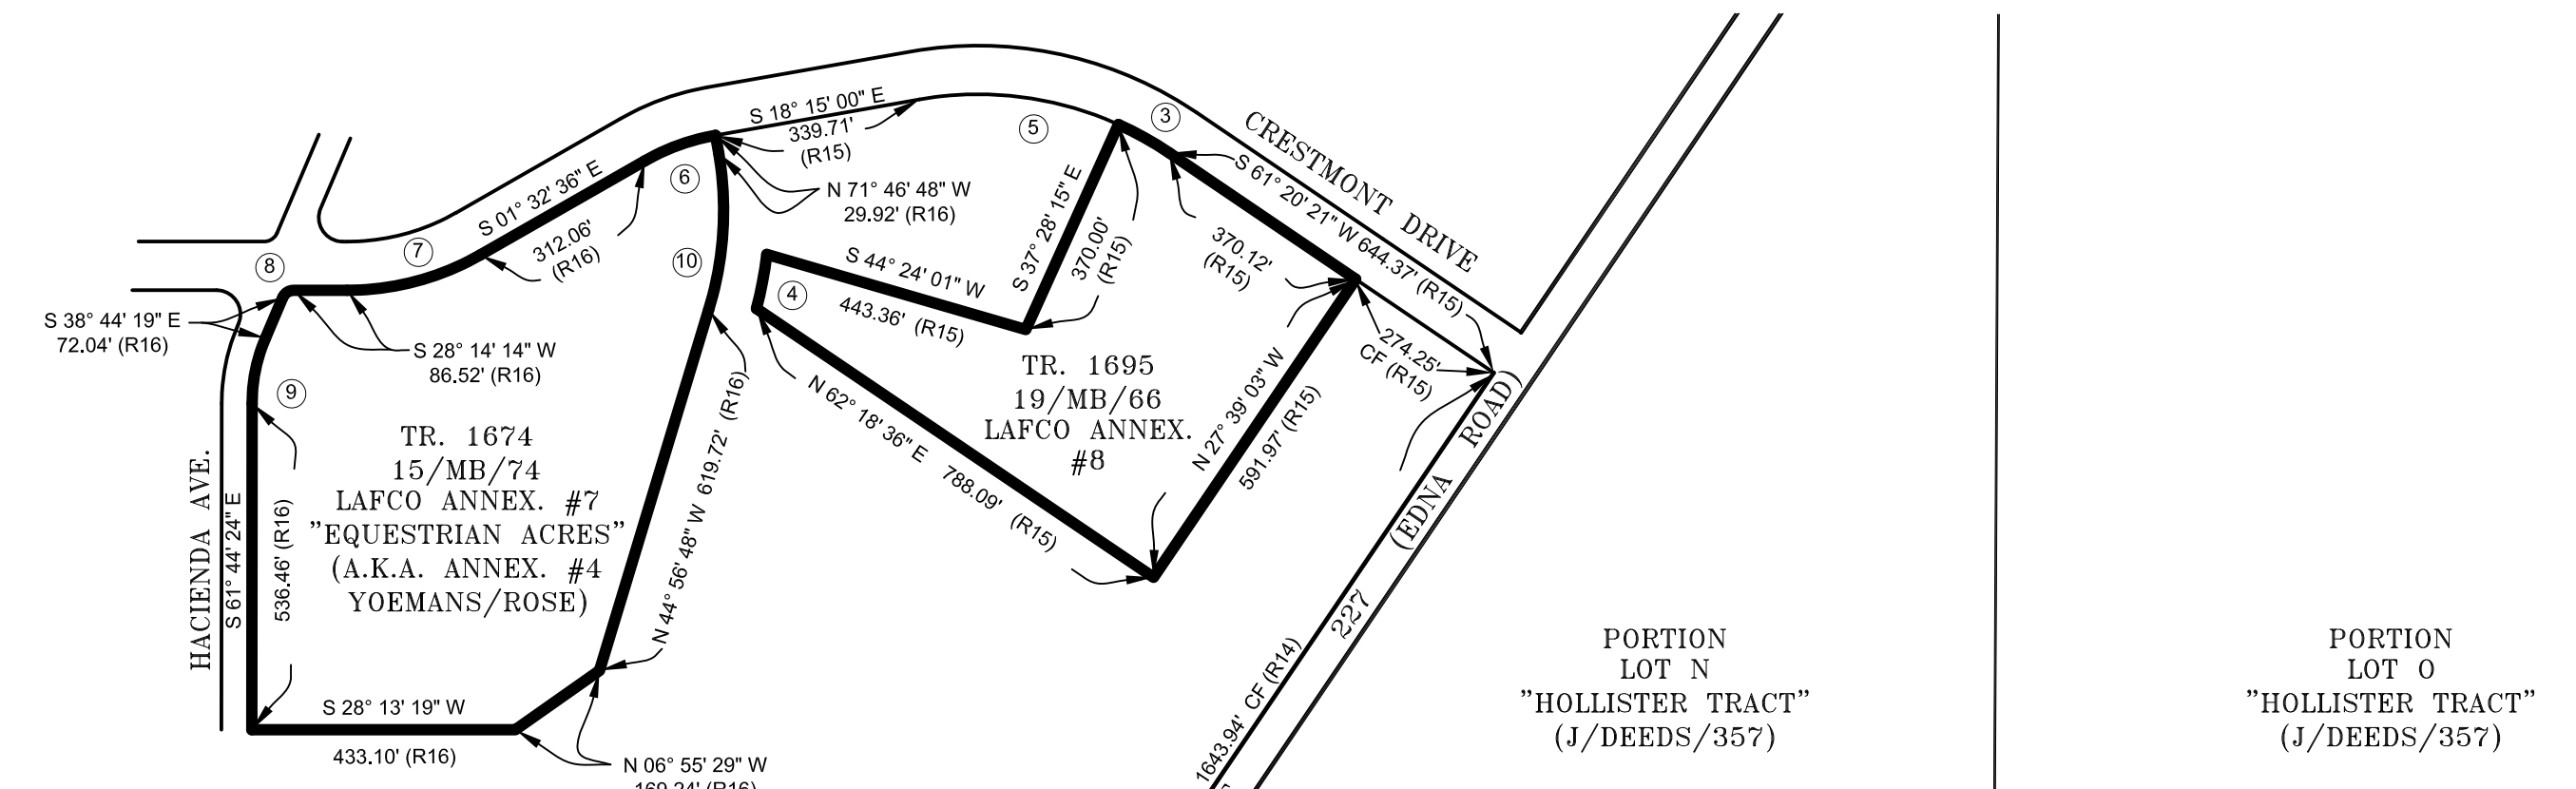 S 18° 15' 00" E
339.71'
(R15)
③
⑤
CRESTMONT DRIVE
S 61° 20' 21" W 644.37' (R15)
S 01° 32' 36" E
312.06'
(R16)
⑥
N 71° 46' 48" W
29.92' (R16)
S 37° 28' 15" E
370.00'
(R15)
370.12'
(R15)
⑦
⑧
⑩
S 44° 24' 01" W
443.36' (R15)
④
S 38° 44' 19" E
72.04' (R16)
S 28° 14' 14" W
86.52' (R16)
⑨
274.25'
CF (R15)
TR. 1695
19/MB/66
LAFCO ANNEX.
#8
N 27° 39' 03" W
591.97' (R15)
N 62° 18' 36" E 788.09' (R15)
TR. 1674
15/MB/74
LAFCO ANNEX. #7
"EQUESTRIAN ACRES"
(A.K.A. ANNEX. #4
YOEMANS/ROSE)
HACIENDA AVE.
S 61° 44' 24" E
536.46' (R16)
N 44° 56' 48" W 619.72' (R16)
227 (EDNA ROAD)
1643.94' CF (R14)
S 28° 13' 19" W
433.10' (R16)
N 06° 55' 29" W
169.24' (R16)
PORTION
LOT N
"HOLLISTER TRACT"
(J/DEEDS/357)
PORTION
LOT O
"HOLLISTER TRACT"
(J/DEEDS/357)